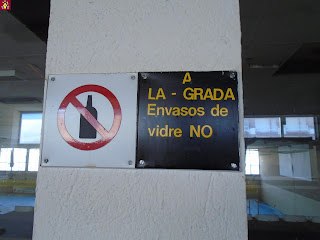 A
LA - GRADA
Envasos de
vidre NO